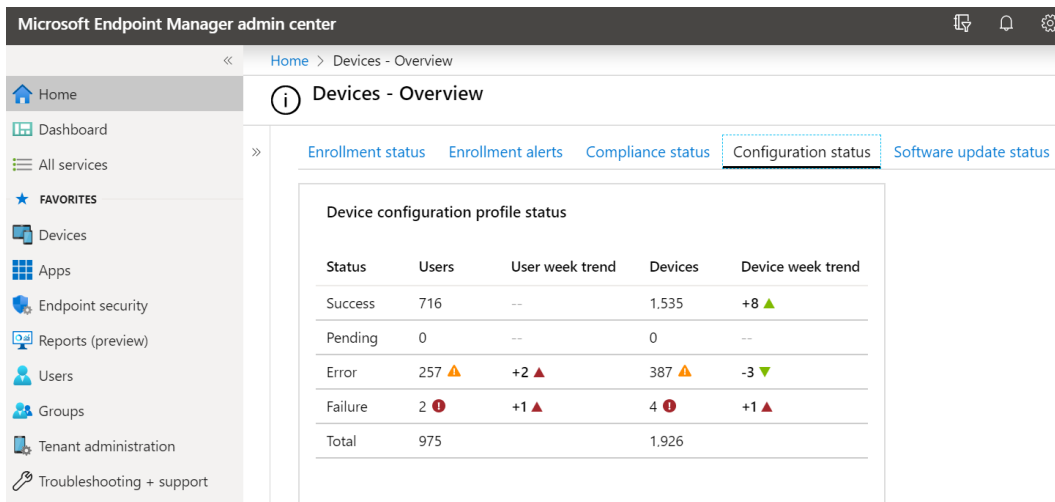 Microsoft Endpoint Manager admin center
«
Home > Devices - Overview
Home
Devices - Overview
Dashboard
All services
»
Enrollment status Enrollment alerts Compliance status Configuration status Software update status
FAVORITES
Devices
Apps
Endpoint security
Reports (preview)
Users
Groups
Tenant administration
Troubleshooting + support
Device configuration profile status
Status Users User week trend Devices Device week trend
Success 716 -- 1,535 +8 ▲
Pending 0 -- 0 --
Error 257 +2 ▲ 387 -3 ▼
Failure 2 +1 ▲ 4 +1 ▲
Total 975 1,926